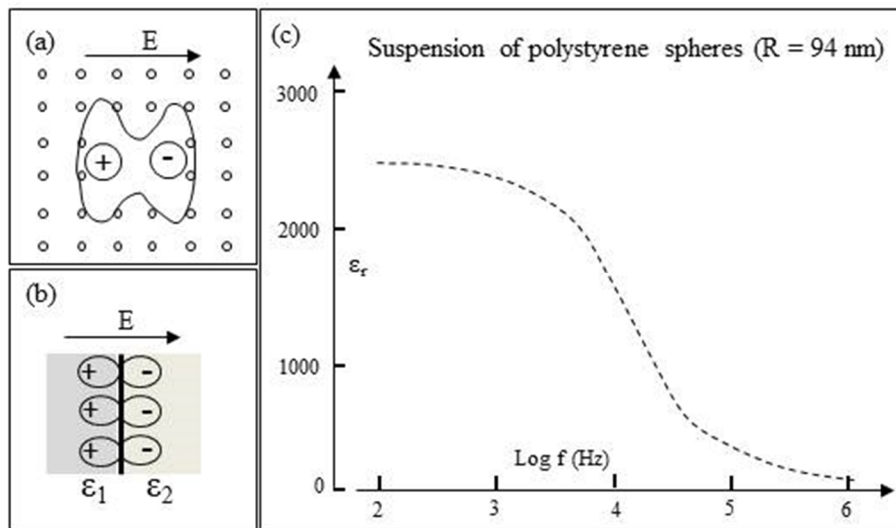 (a)
E
+ -
(b)
E
+ -
+ -
+ -
ε1 ε2
(c)
Suspension of polystyrene spheres (R = 94 nm)
3000
2000
εr
1000
Log f (Hz)
0
2 3 4 5 6